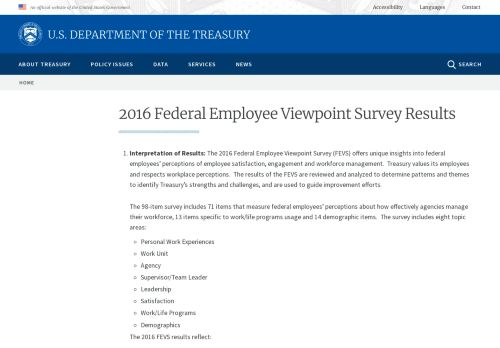 An official website of the United States Government
Accessibility Languages Contact
U.S. DEPARTMENT OF THE TREASURY
ABOUT TREASURY POLICY ISSUES DATA SERVICES NEWS SEARCH
HOME
2016 Federal Employee Viewpoint Survey Results
1. Interpretation of Results: The 2016 Federal Employee Viewpoint Survey (FEVS) offers unique insights into federal
employees' perceptions of employee satisfaction, engagement and workforce management. Treasury values its employees
and respects workplace perceptions. The results of the FEVS are reviewed and analyzed to determine patterns and themes
to identify Treasury's strengths and challenges, and are used to guide improvement efforts
The 98-item survey includes 71 items that measure federal employees' perceptions about how effectively agencies manage
their workforce, 13 items specific to work/life programs usage and 14 demographic items. The survey includes eight topic
areas:
Personal Work Experiences
Work Unit
Agency
Supervisor/Team Leader
Leadership
Satisfaction
Work/Life Programs
Demographics
The 2016 FEVS results reflect: